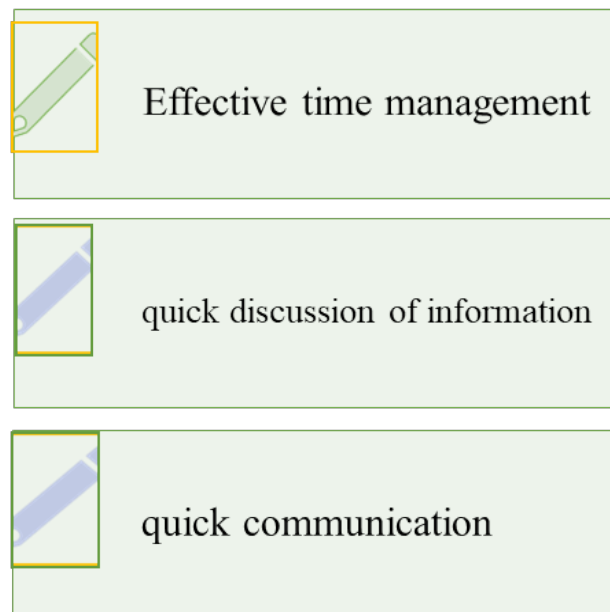 Effective time management
quick discussion of information
quick communication